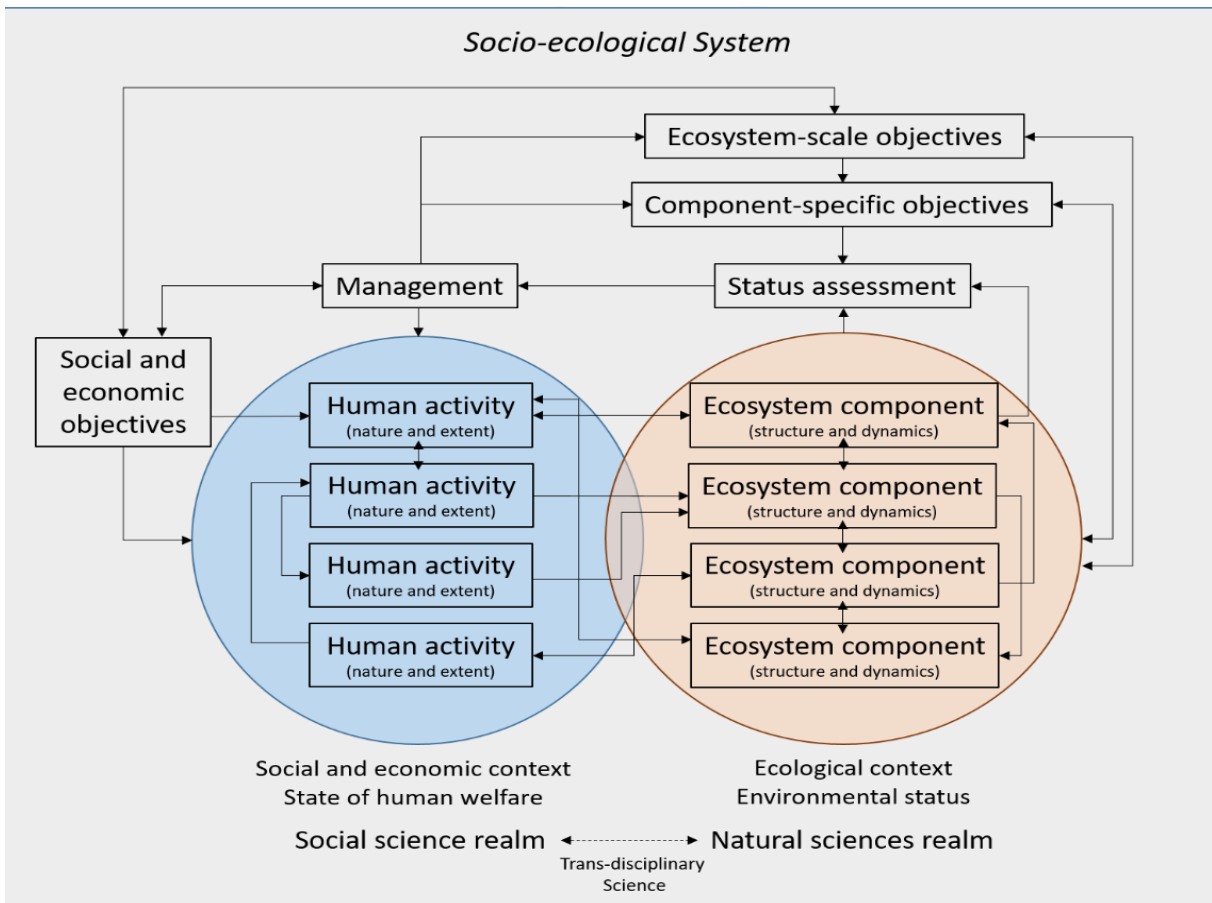 Socio-ecological System
Ecosystem-scale objectives
Component-specific objectives
Management
Status assessment
Social and
economic
objectives
Human activity
(nature and extent)
Ecosystem component
(structure and dynamics)
Human activity
(nature and extent)
Ecosystem component
(structure and dynamics)
Human activity
(nature and extent)
Ecosystem component
(structure and dynamics)
Human activity
(nature and extent)
Ecosystem component
(structure and dynamics)
Social and economic context
State of human welfare
Ecological context
Environmental status
Social science realm
Natural sciences realm
Trans-disciplinary
Science